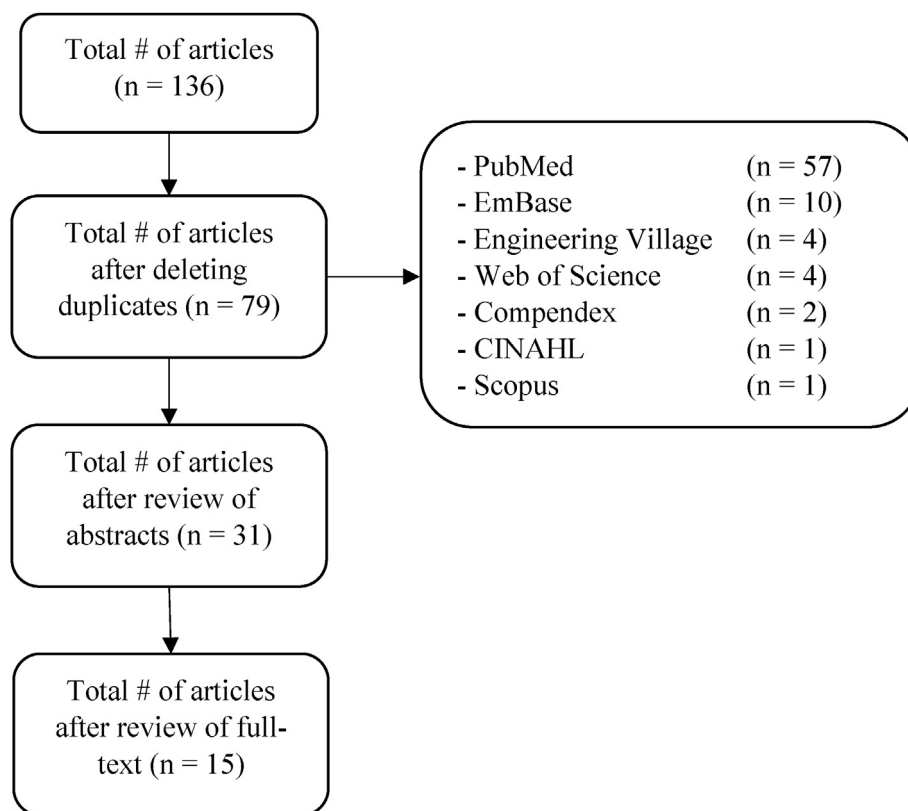 Total # of articles
(n = 136)
Total # of articles
after deleting
duplicates (n = 79)
- PubMed (n = 57)
- EmBase (n = 10)
- Engineering Village (n = 4)
- Web of Science (n = 4)
- Compendex (n = 2)
- CINAHL (n = 1)
- Scopus (n = 1)
Total # of articles
after review of
abstracts (n = 31)
Total # of articles
after review of full-
text (n = 15)